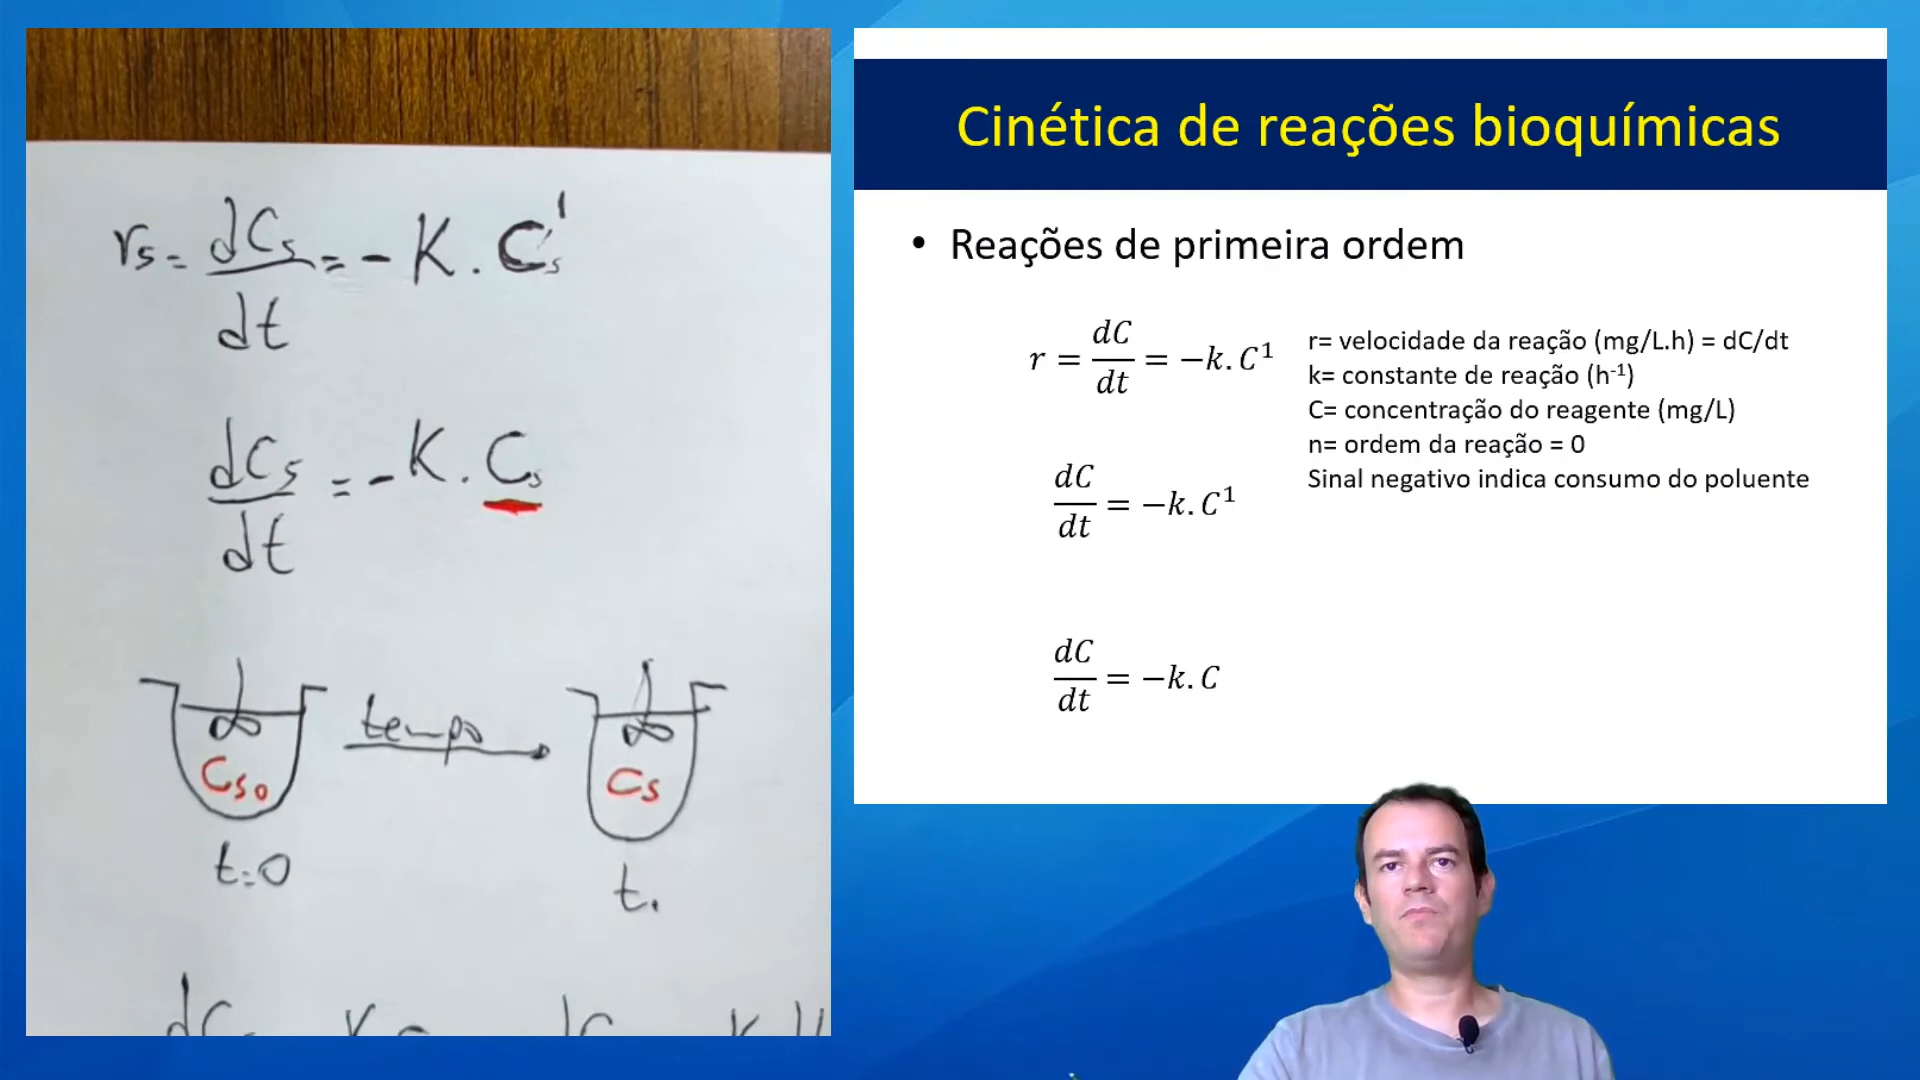 rs = dCs/dt = - K . Cs¹
dCs/dt = - K . Cs
tempo
Cs₀
Cs
t=0
t.
Cinética de reações bioquímicas
• Reações de primeira ordem
r = dC/dt = −k. C¹
dC/dt = −k. C¹
dC/dt = −k. C
r= velocidade da reação (mg/L.h) = dC/dt
k= constante de reação (h⁻¹)
C= concentração do reagente (mg/L)
n= ordem da reação = 0
Sinal negativo indica consumo do poluente